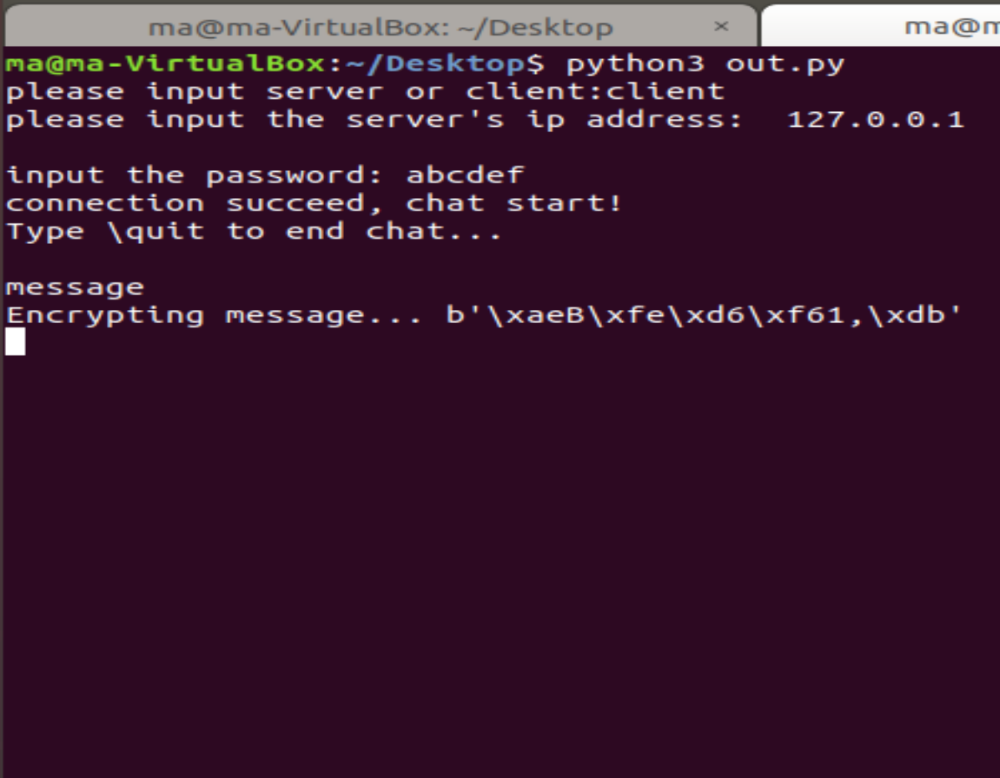 ma@ma-VirtualBox: ~/Desktop × ma@m
ma@ma-VirtualBox:~/Desktop$ python3 out.py
please input server or client:client
please input the server's ip address:  127.0.0.1
input the password: abcdef
connection succeed, chat start!
Type \quit to end chat...
message
Encrypting message... b'\xaeB\xfe\xd6\xf61,\xdb'